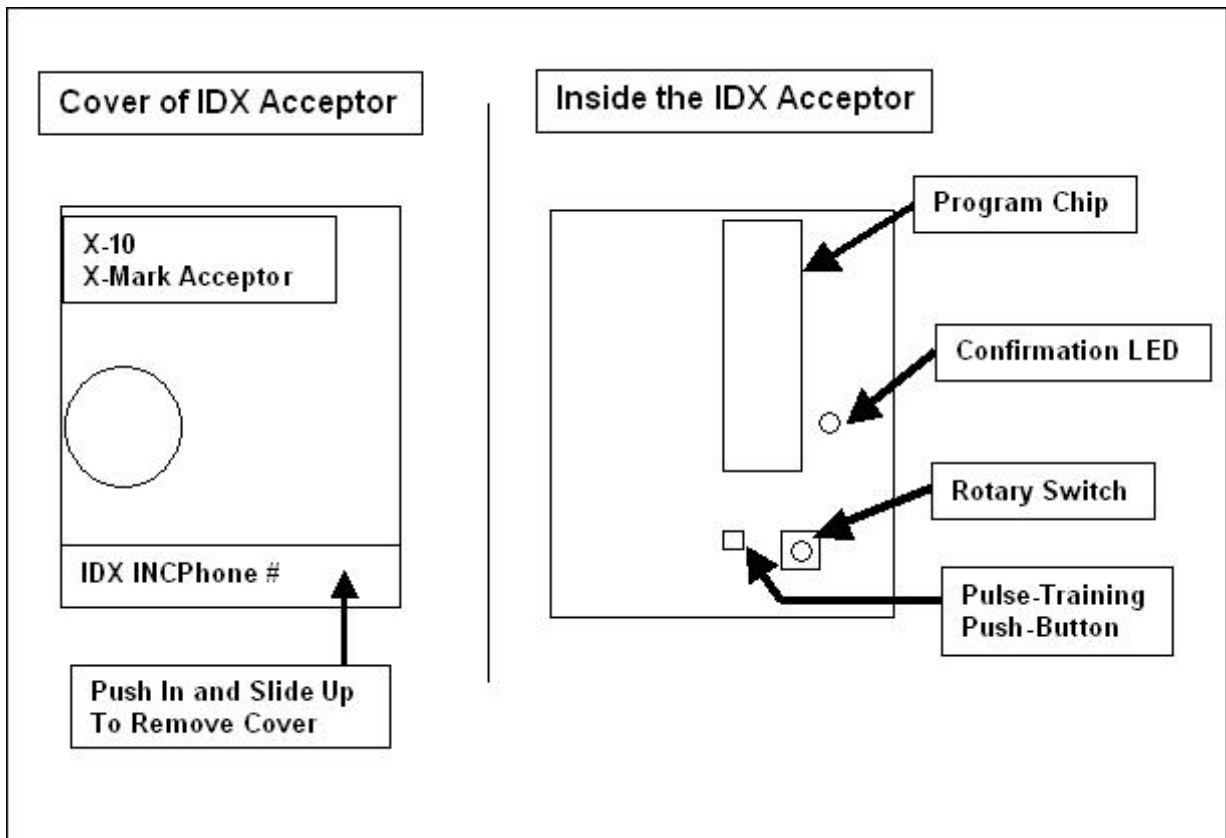 Cover of IDX Acceptor
X-10
X-Mark Acceptor
IDX INCPhone #
Push In and Slide Up
To Remove Cover
Inside the IDX Acceptor
Program Chip
Confirmation LED
Rotary Switch
Pulse-Training
Push-Button